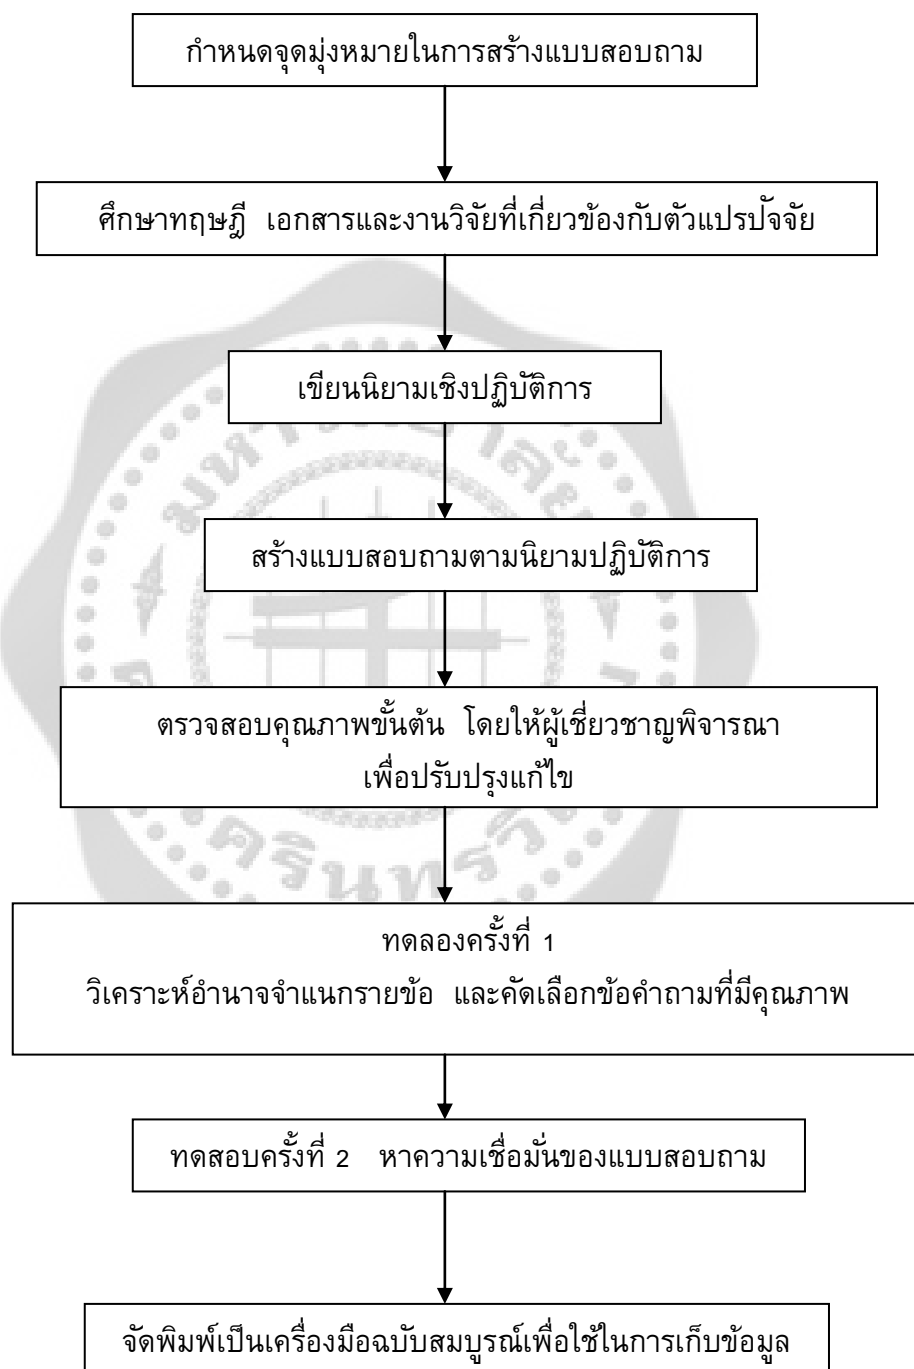 กำหนดจุดมุ่งหมายในการสร้างแบบสอบถาม
ศึกษาทฤษฎี เอกสารและงานวิจัยที่เกี่ยวข้องกับตัวแปรปัจจัย
เขียนนิยามเชิงปฏิบัติการ
สร้างแบบสอบถามตามนิยามปฏิบัติการ
ตรวจสอบคุณภาพขั้นต้น โดยให้ผู้เชี่ยวชาญพิจารณา
เพื่อปรับปรุงแก้ไข
ทดลองครั้งที่ 1
วิเคราะห์อำนาจจำแนกรายข้อ และคัดเลือกข้อคำถามที่มีคุณภาพ
ทดสอบครั้งที่ 2 หาความเชื่อมั่นของแบบสอบถาม
จัดพิมพ์เป็นเครื่องมือฉบับสมบูรณ์เพื่อใช้ในการเก็บข้อมูล